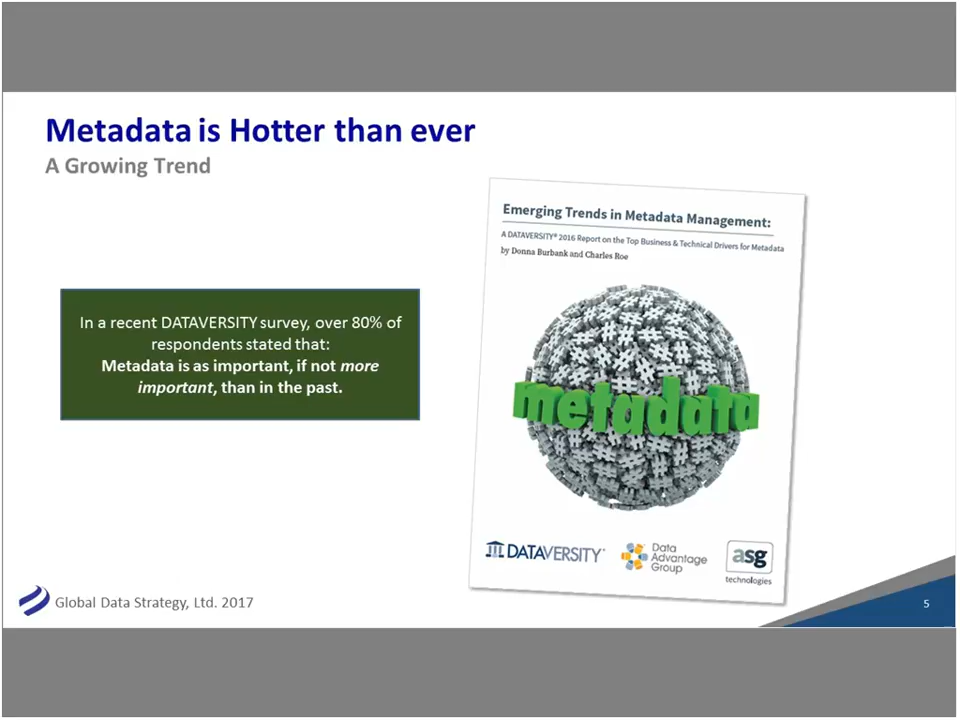 Metadata is Hotter than ever
A Growing Trend
In a recent DATAVERSITY survey, over 80% of
respondents stated that:
Metadata is as important, if not more
important, than in the past.
Emerging Trends in Metadata Management:
A DATAVERSITY® 2016 Report on the Top Business & Technical Drivers for Metadata
by Donna Burbank and Charles Roe
metadata
DATAVERSITY
Data
Advantage
Group
asg
technologies
Global Data Strategy, Ltd. 2017
5